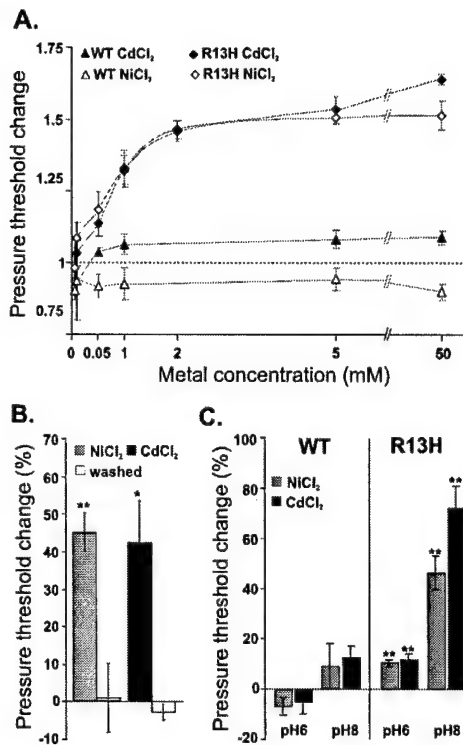 A.
Pressure threshold change
1.75
1.5
1.25
1
0.75
▲WT CdCl₂ ◆R13H CdCl₂
△WT NiCl₂ ◇R13H NiCl₂
0 0.05 1 2 5 50
Metal concentration (mM)
B.
Pressure threshold change (%)
70
60
50
40
30
20
10
0
-10
NiCl₂ CdCl₂
washed
** *
C.
Pressure threshold change (%)
100
80
60
40
20
0
-20
WT R13H
NiCl₂
CdCl₂
** ** ** **
pH6 pH8 pH6 pH8